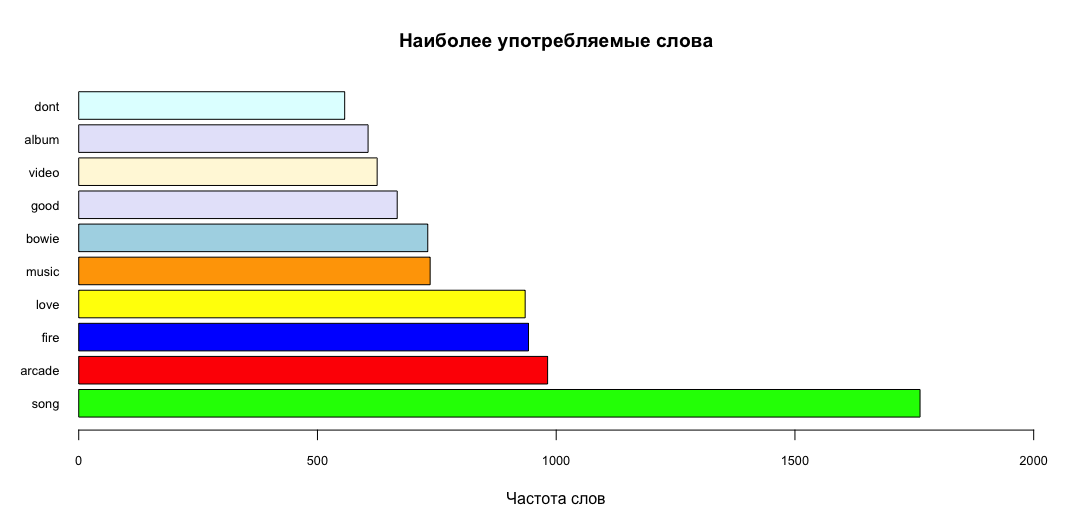 Наиболее употребляемые слова
dont
album
video
good
bowie
music
love
fire
arcade
song
0 500 1000 1500 2000
Частота слов